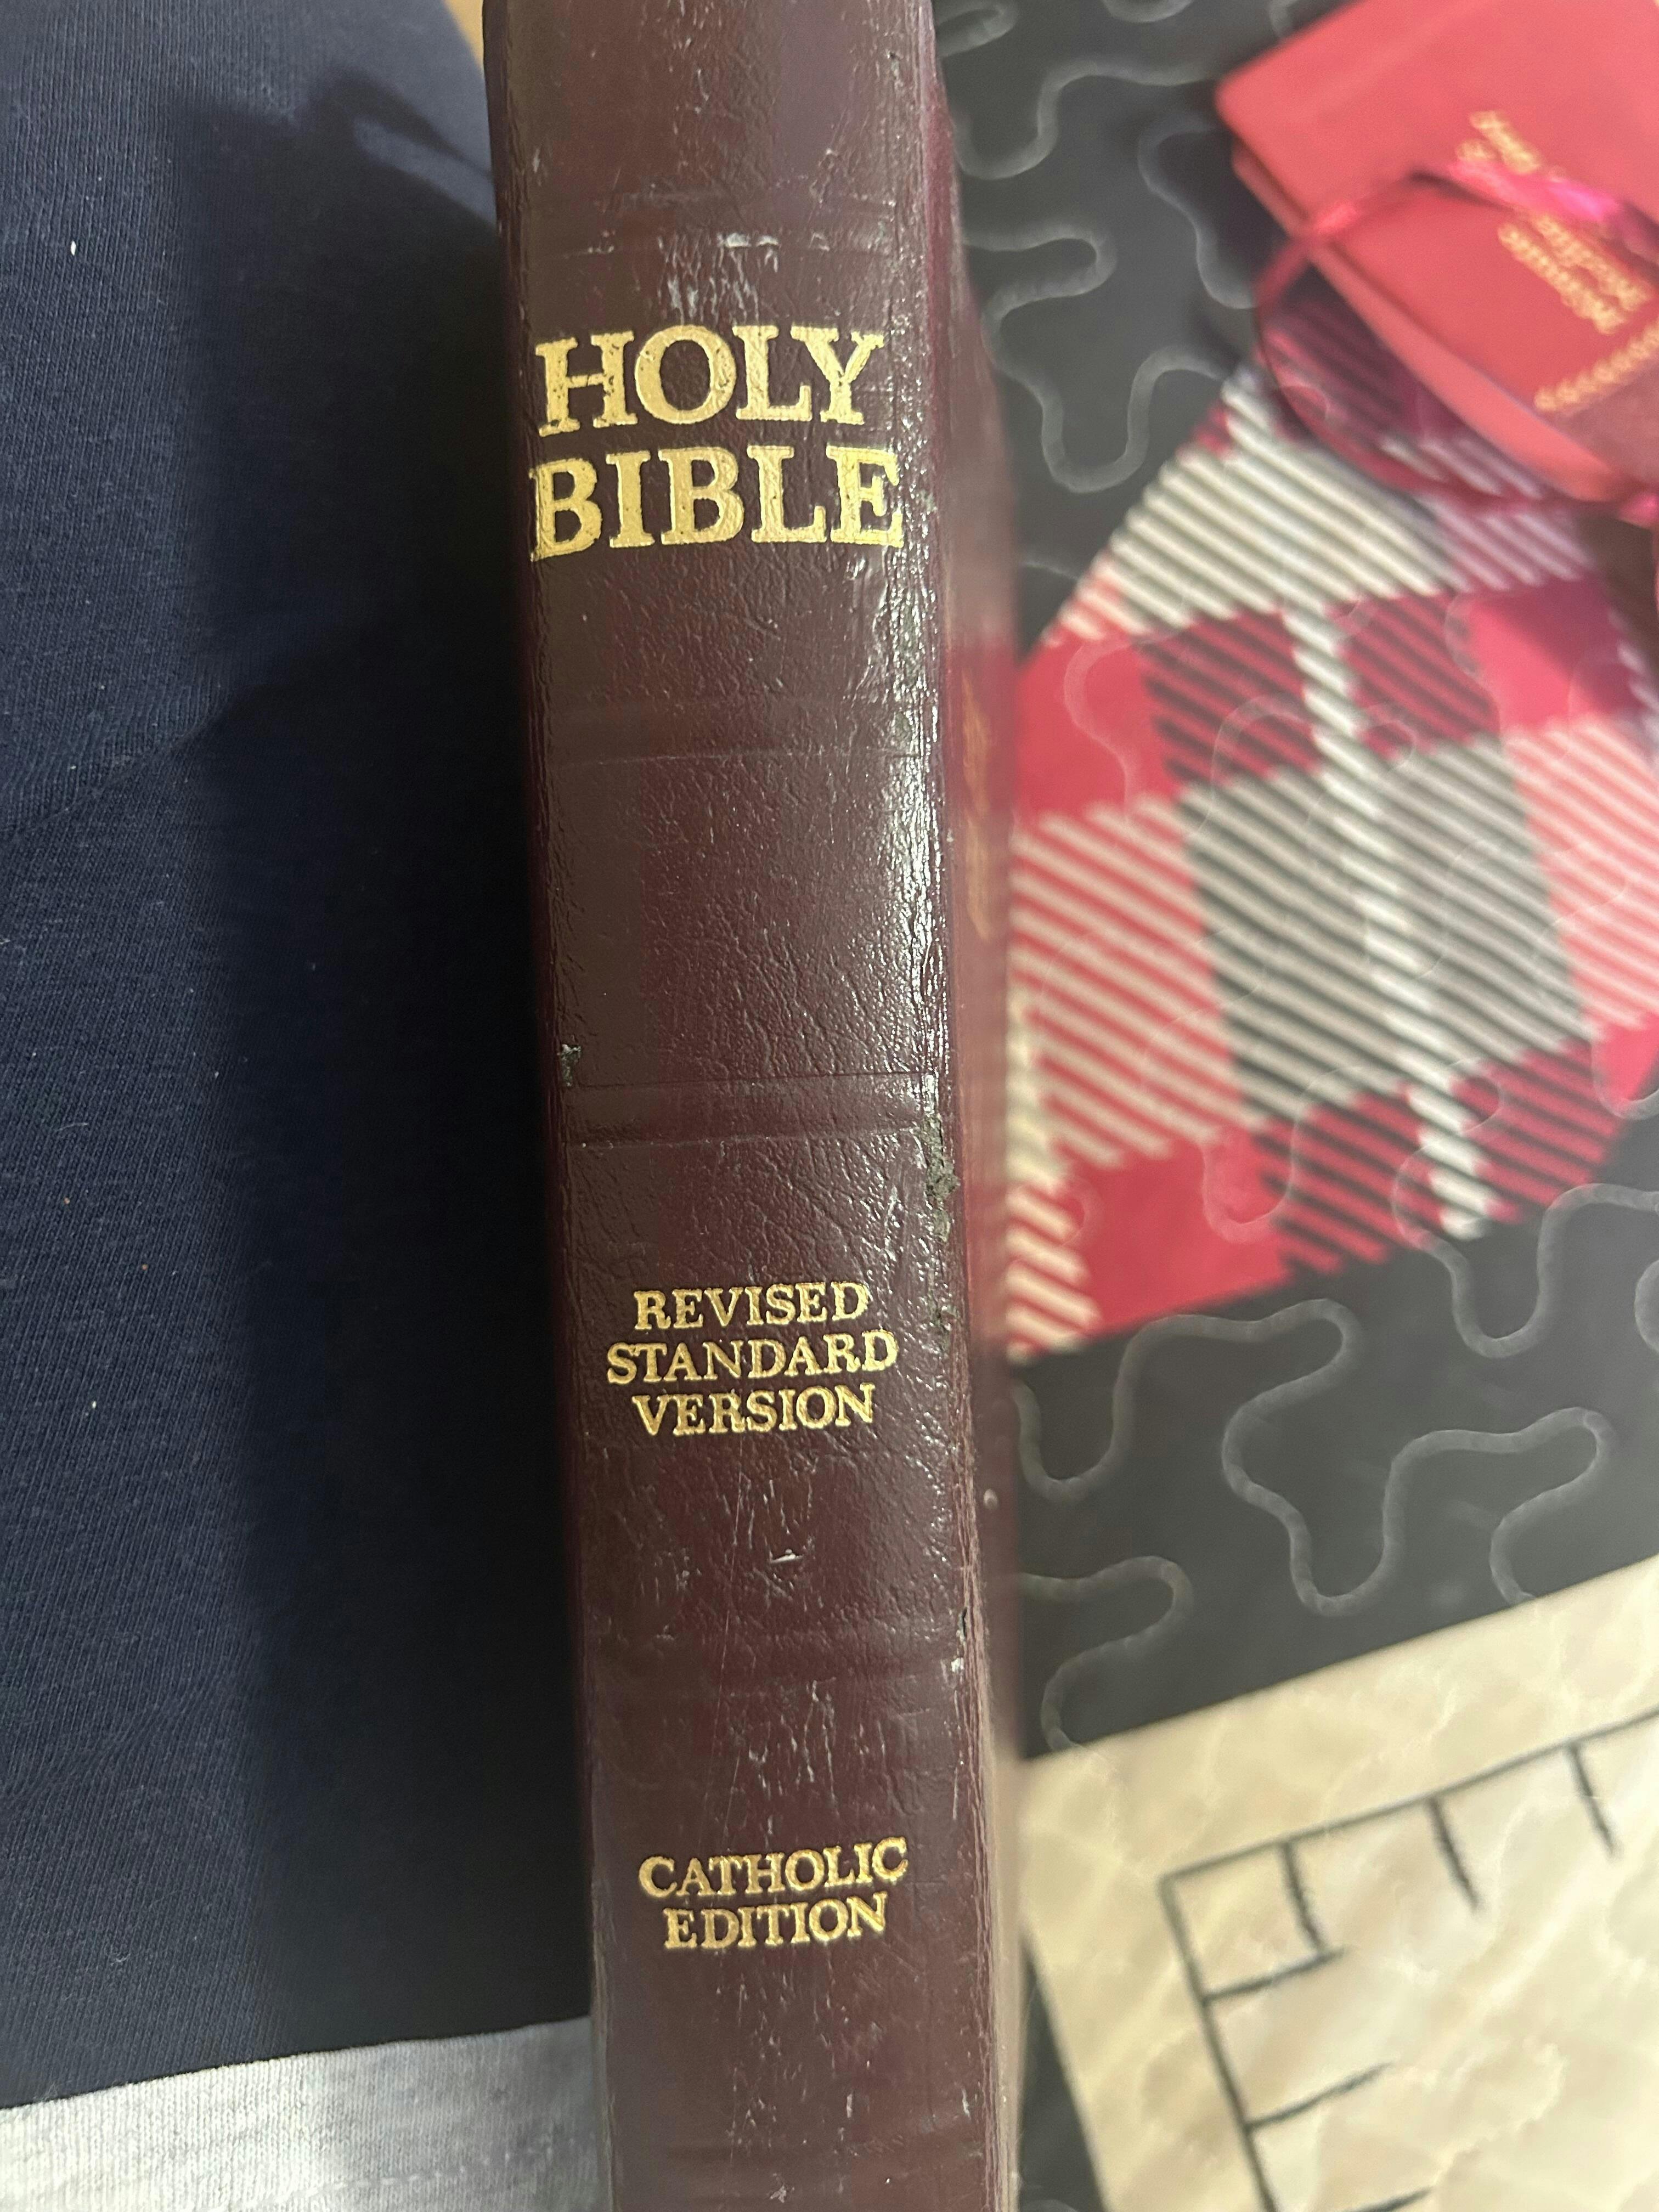 HOLY
BIBLE
REVISED
STANDARD
VERSION
CATHOLIC
EDITION